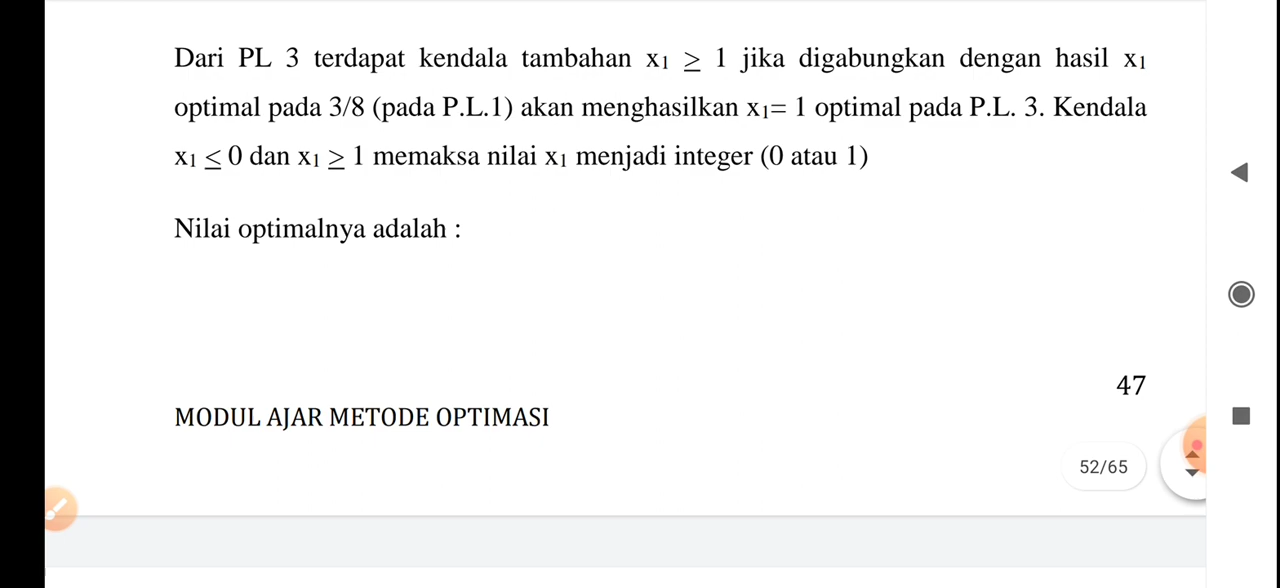 Dari PL 3 terdapat kendala tambahan x₁ ≥ 1 jika digabungkan dengan hasil x₁
optimal pada 3/8 (pada P.L.1) akan menghasilkan x₁= 1 optimal pada P.L. 3. Kendala
x₁ ≤ 0 dan x₁ ≥ 1 memaksa nilai x₁ menjadi integer (0 atau 1)
Nilai optimalnya adalah :
47
MODUL AJAR METODE OPTIMASI
52/65